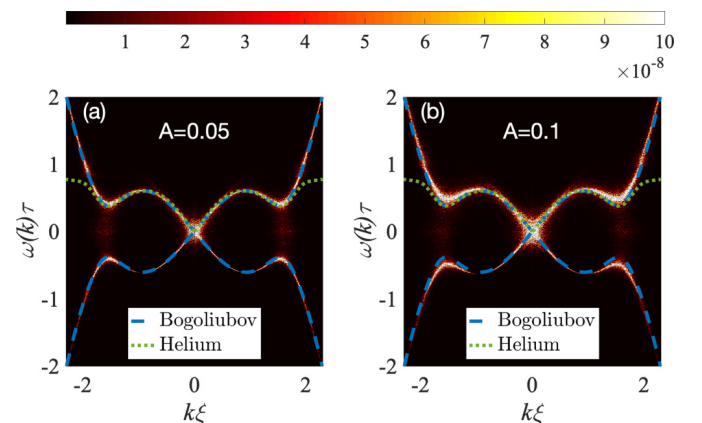 1 2 3 4 5 6 7 8 9 10
×10⁻⁸
(a) A=0.05
ω(k)τ
2
1
0
-1
-2
Bogoliubov
Helium
-2 0 2
kξ
(b) A=0.1
ω(k)τ
2
1
0
-1
-2
Bogoliubov
Helium
-2 0 2
kξ